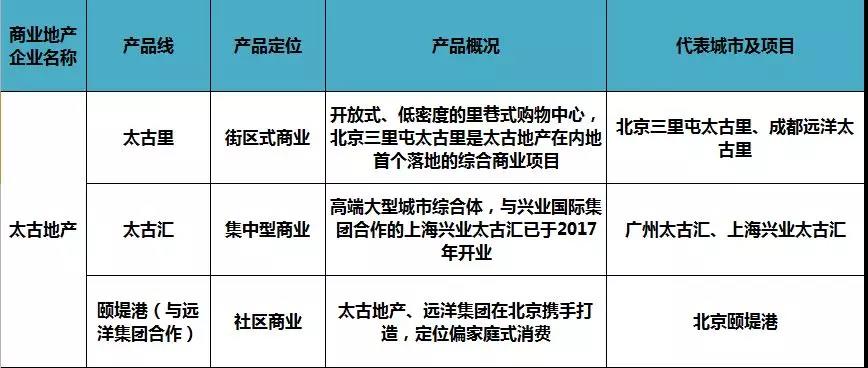 商业地产
企业名称
产品线
产品定位
产品概况
代表城市及项目
太古地产
太古里
街区式商业
开放式、低密度的里巷式购物中心，
北京三里屯太古里是太古地产在内地
首个落地的综合商业项目
北京三里屯太古里、成都远洋太
古里
太古汇
集中型商业
高端大型城市综合体，与兴业国际集
团合作的上海兴业太古汇已于2017
年开业
广州太古汇、上海兴业太古汇
颐堤港（与远
洋集团合作）
社区商业
太古地产、远洋集团在北京携手打
造，定位偏家庭式消费
北京颐堤港